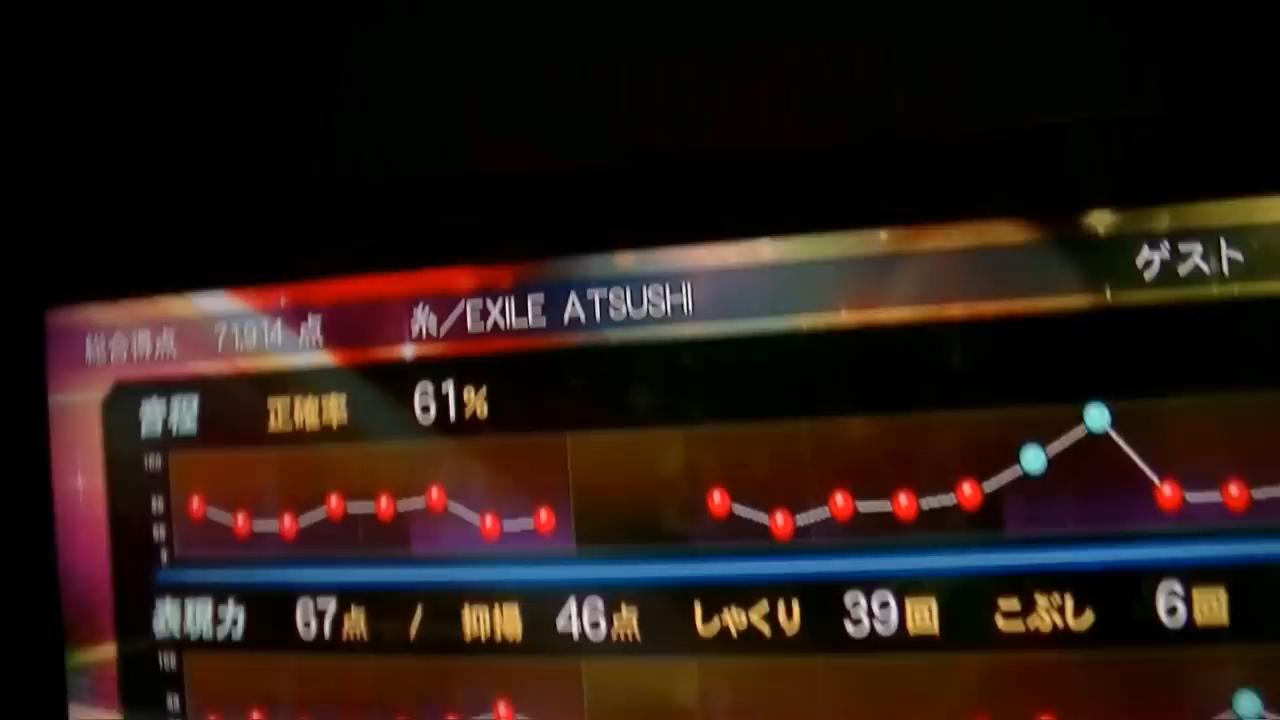 ゲスト
総合得点 71.914 点 糸／EXILE ATSUSHI
音程 正確率 61%
表現力 67点 / 抑揚 46点 しゃくり 39回 こぶし 6回